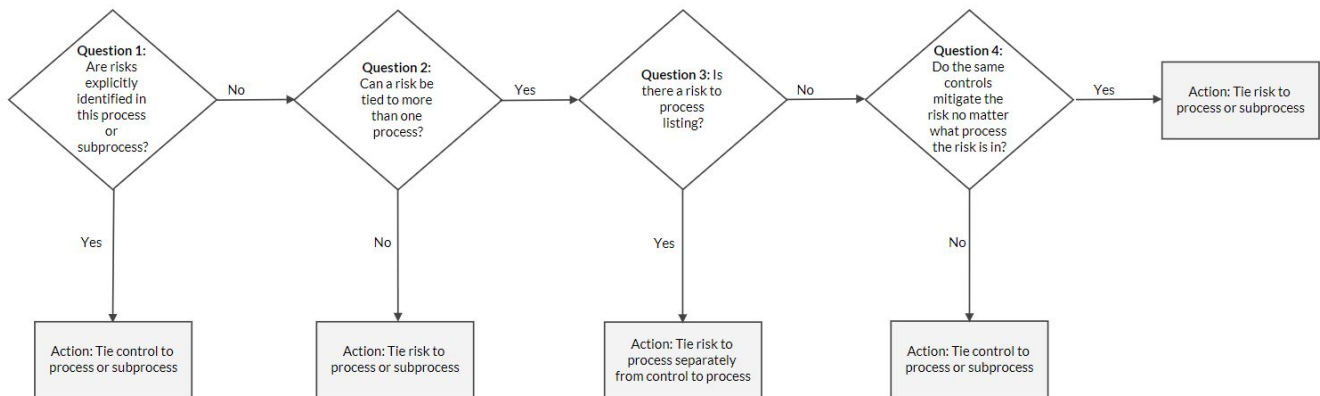 Question 1:
Are risks
explicitly
identified in
this process
or
subprocess?
No
Question 2:
Can a risk be
tied to more
than one
process?
Yes
Question 3: Is
there a risk to
process
listing?
No
Question 4:
Do the same
controls
mitigate the
risk no matter
what process
the risk is in?
Yes
Action: Tie risk to
process or subprocess
Yes
No
Yes
No
Action: Tie control to
process or subprocess
Action: Tie risk to
process or subprocess
Action: Tie risk to
process separately
from control to process
Action: Tie control to
process or subprocess